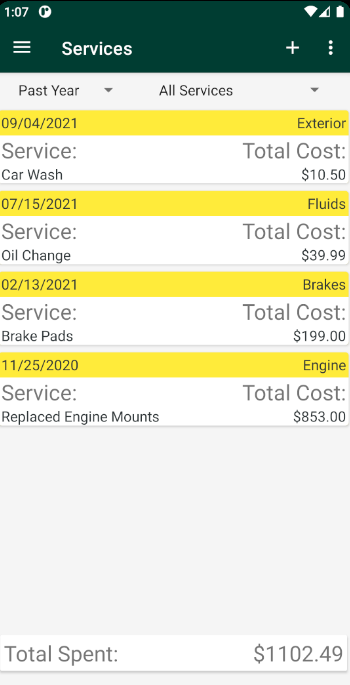 1:07
Services
Past Year All Services
09/04/2021 Exterior
Service: Total Cost:
Car Wash $10.50
07/15/2021 Fluids
Service: Total Cost:
Oil Change $39.99
02/13/2021 Brakes
Service: Total Cost:
Brake Pads $199.00
11/25/2020 Engine
Service: Total Cost:
Replaced Engine Mounts $853.00
Total Spent: $1102.49